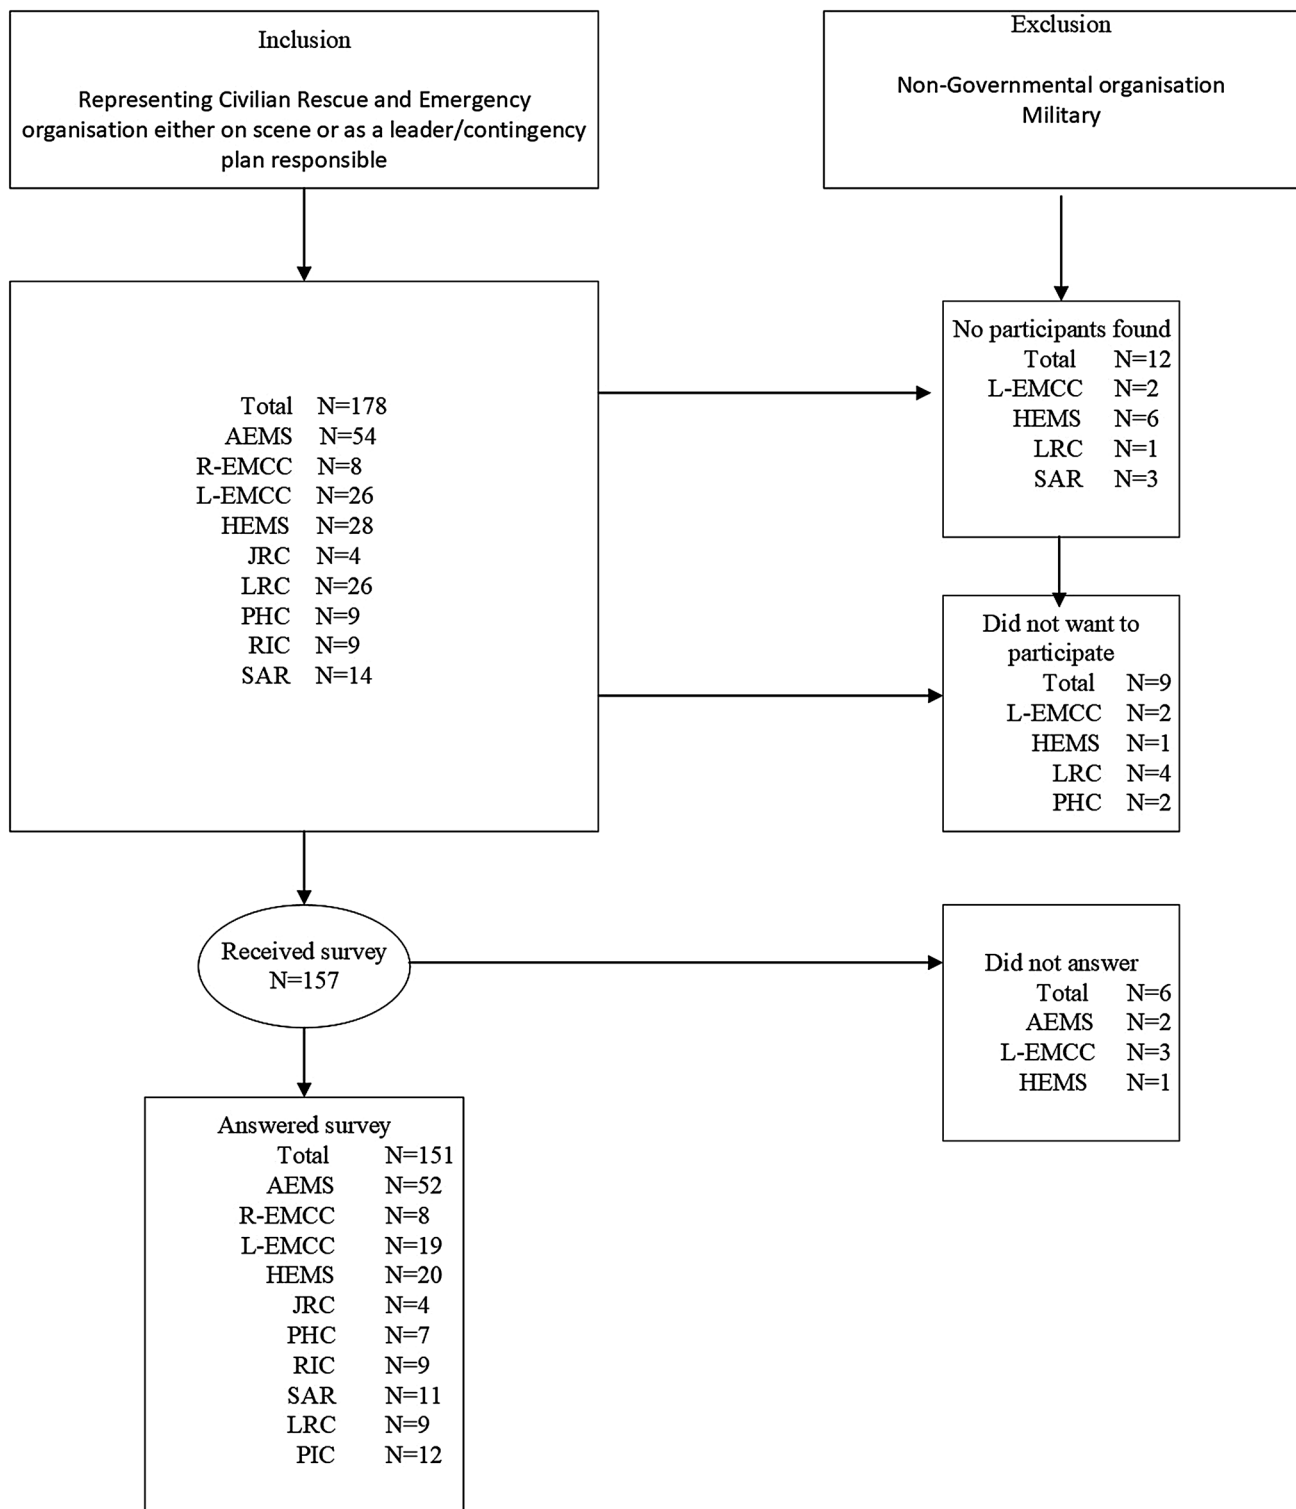 Inclusion
Representing Civilian Rescue and Emergency
organisation either on scene or as a leader/contingency
plan responsible
Exclusion
Non-Governmental organisation
Military
Total N=178
AEMS N=54
R-EMCC N=8
L-EMCC N=26
HEMS N=28
JRC N=4
LRC N=26
PHC N=9
RIC N=9
SAR N=14
No participants found
Total N=12
L-EMCC N=2
HEMS N=6
LRC N=1
SAR N=3
Did not want to
participate
Total N=9
L-EMCC N=2
HEMS N=1
LRC N=4
PHC N=2
Received survey
N=157
Did not answer
Total N=6
AEMS N=2
L-EMCC N=3
HEMS N=1
Answered survey
Total N=151
AEMS N=52
R-EMCC N=8
L-EMCC N=19
HEMS N=20
JRC N=4
PHC N=7
RIC N=9
SAR N=11
LRC N=9
PIC N=12